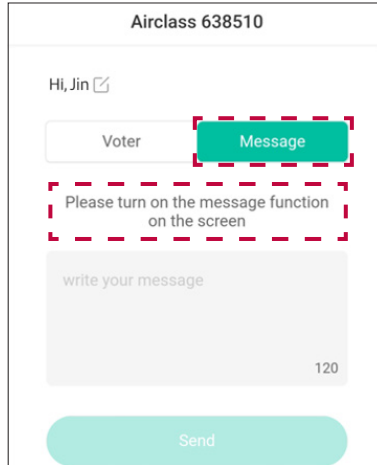 Airclass 638510
Hi, Jin
Voter
Message
Please turn on the message function
on the screen
write your message
120
Send